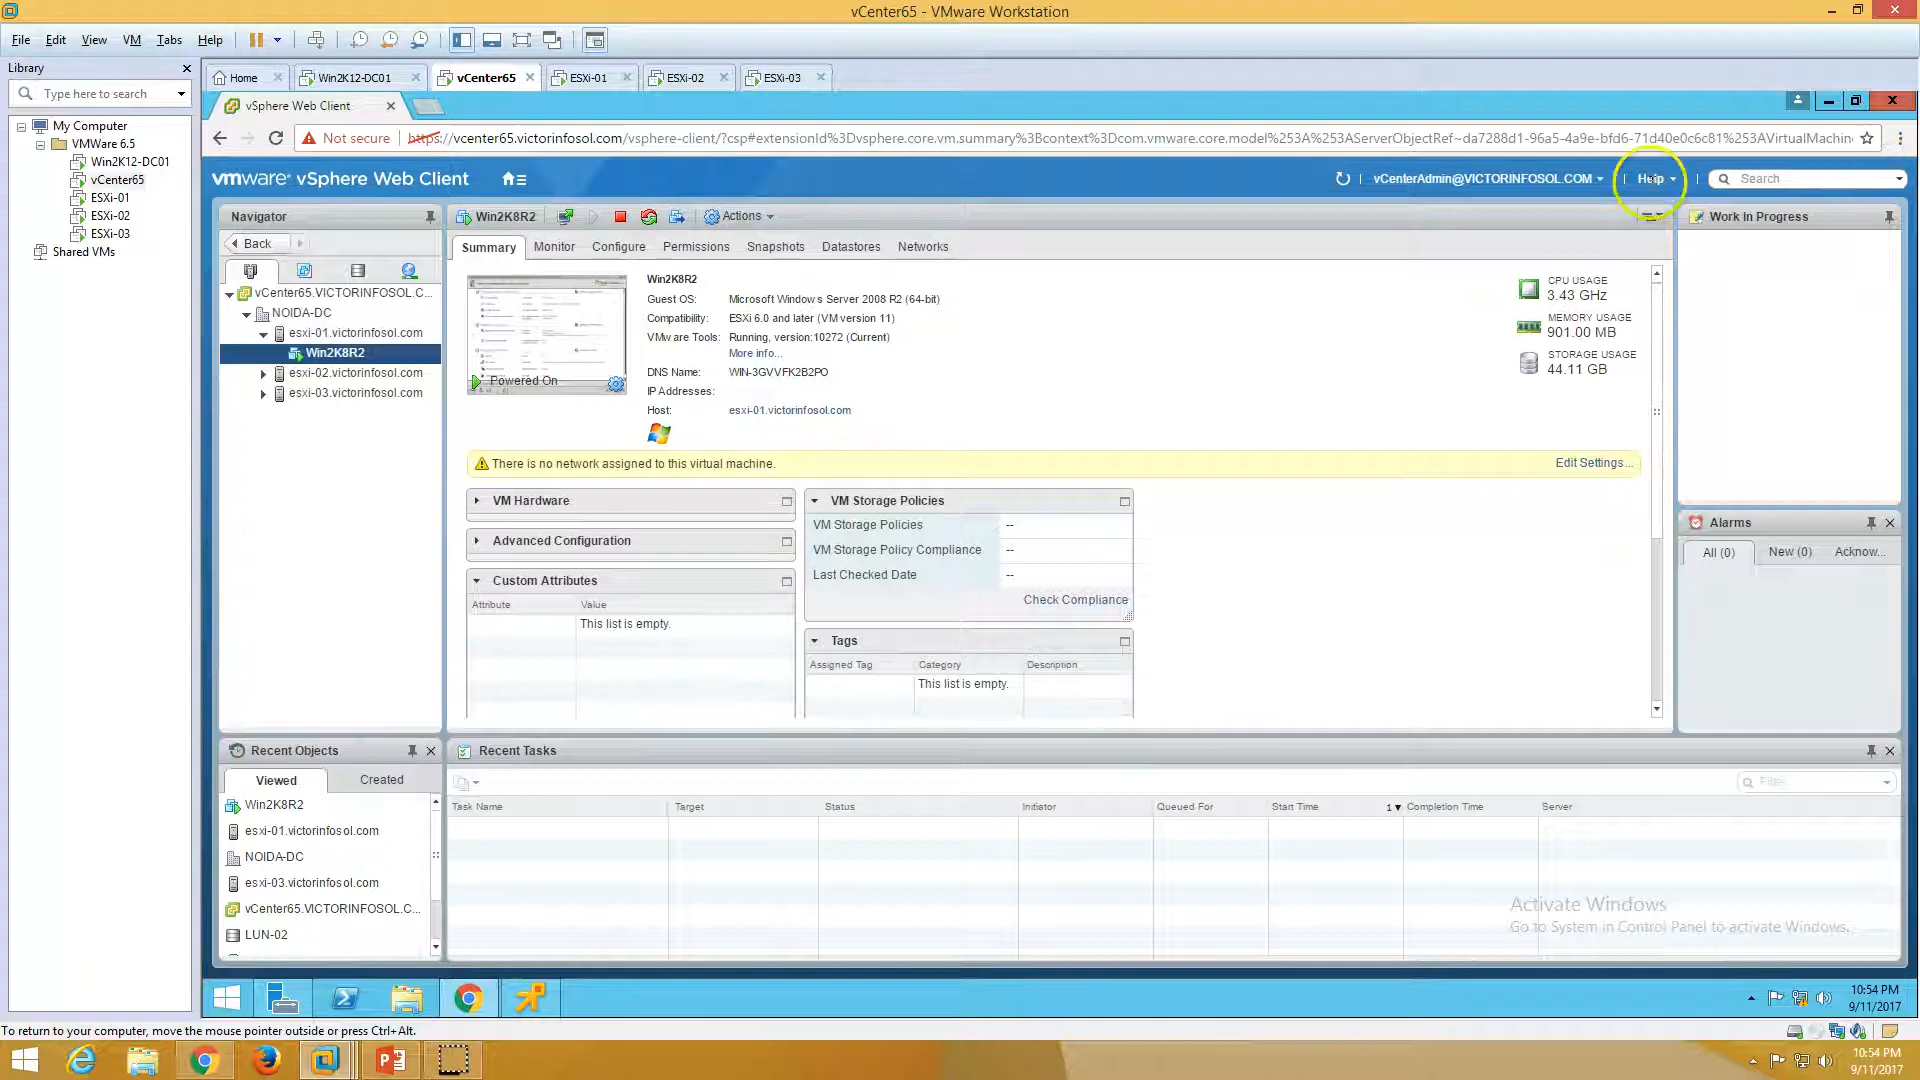 vCenter65 - VMware Workstation
File Edit View VM Tabs Help
Library
Type here to search
My Computer
VMWare 6.5
Win2K12-DC01
vCenter65
ESXi-01
ESXi-02
ESXi-03
Shared VMs
Home Win2K12-DC01 vCenter65 ESXi-01 ESXi-02 ESXi-03
vSphere Web Client
Not secure https://vcenter65.victorinfosol.com/vsphere-client/?csp#extensionId%3Dvsphere.core.vm.summary%3Bcontext%3Dcom.vmware.core.model%253A%253AServerObjectRef~da7288d1-96a5-4a9e-bfd6-71d40e0c6c81%253AVirtualMachin
vmware vSphere Web Client
vCenterAdmin@VICTORINFOSOL.COM
Help
Search
Navigator
Back
vCenter65.VICTORINFOSOL.C...
NOIDA-DC
esxi-01.victorinfosol.com
Win2K8R2
esxi-02.victorinfosol.com
esxi-03.victorinfosol.com
Win2K8R2 Actions
Summary Monitor Configure Permissions Snapshots Datastores Networks
Powered On
Win2K8R2
Guest OS: Microsoft Windows Server 2008 R2 (64-bit)
Compatibility: ESXi 6.0 and later (VM version 11)
VMware Tools: Running, version:10272 (Current)
More info...
DNS Name: WIN-3GVVFK2B2PO
IP Addresses:
Host: esxi-01.victorinfosol.com
CPU USAGE
3.43 GHz
MEMORY USAGE
901.00 MB
STORAGE USAGE
44.11 GB
There is no network assigned to this virtual machine.
Edit Settings...
VM Hardware
Advanced Configuration
Custom Attributes
Attribute Value
This list is empty.
VM Storage Policies
VM Storage Policies --
VM Storage Policy Compliance --
Last Checked Date --
Check Compliance
Tags
Assigned Tag Category Description
This list is empty.
Work In Progress
Alarms
All (0) New (0) Acknow...
Recent Objects
Viewed Created
Win2K8R2
esxi-01.victorinfosol.com
NOIDA-DC
esxi-03.victorinfosol.com
vCenter65.VICTORINFOSOL.C...
LUN-02
Recent Tasks
Filter
Task Name Target Status Initiator Queued For Start Time 1 Completion Time Server
Activate Windows
Go to System in Control Panel to activate Windows.
10:54 PM
9/11/2017
To return to your computer, move the mouse pointer outside or press Ctrl+Alt.
10:54 PM
9/11/2017